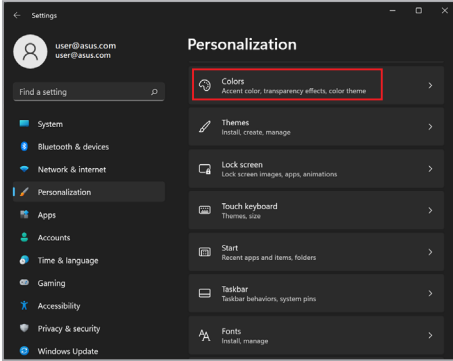 Settings
user@asus.com
user@asus.com
Find a setting
System
Bluetooth & devices
Network & internet
Personalization
Apps
Accounts
Time & language
Gaming
Accessibility
Privacy & security
Windows Update
Personalization
Colors
Accent color, transparency effects, color theme
Themes
Install, create, manage
Lock screen
Lock screen images, apps, animations
Touch keyboard
Themes, size
Start
Recent apps and items, folders
Taskbar
Taskbar behaviors, system pins
Fonts
Install, manage